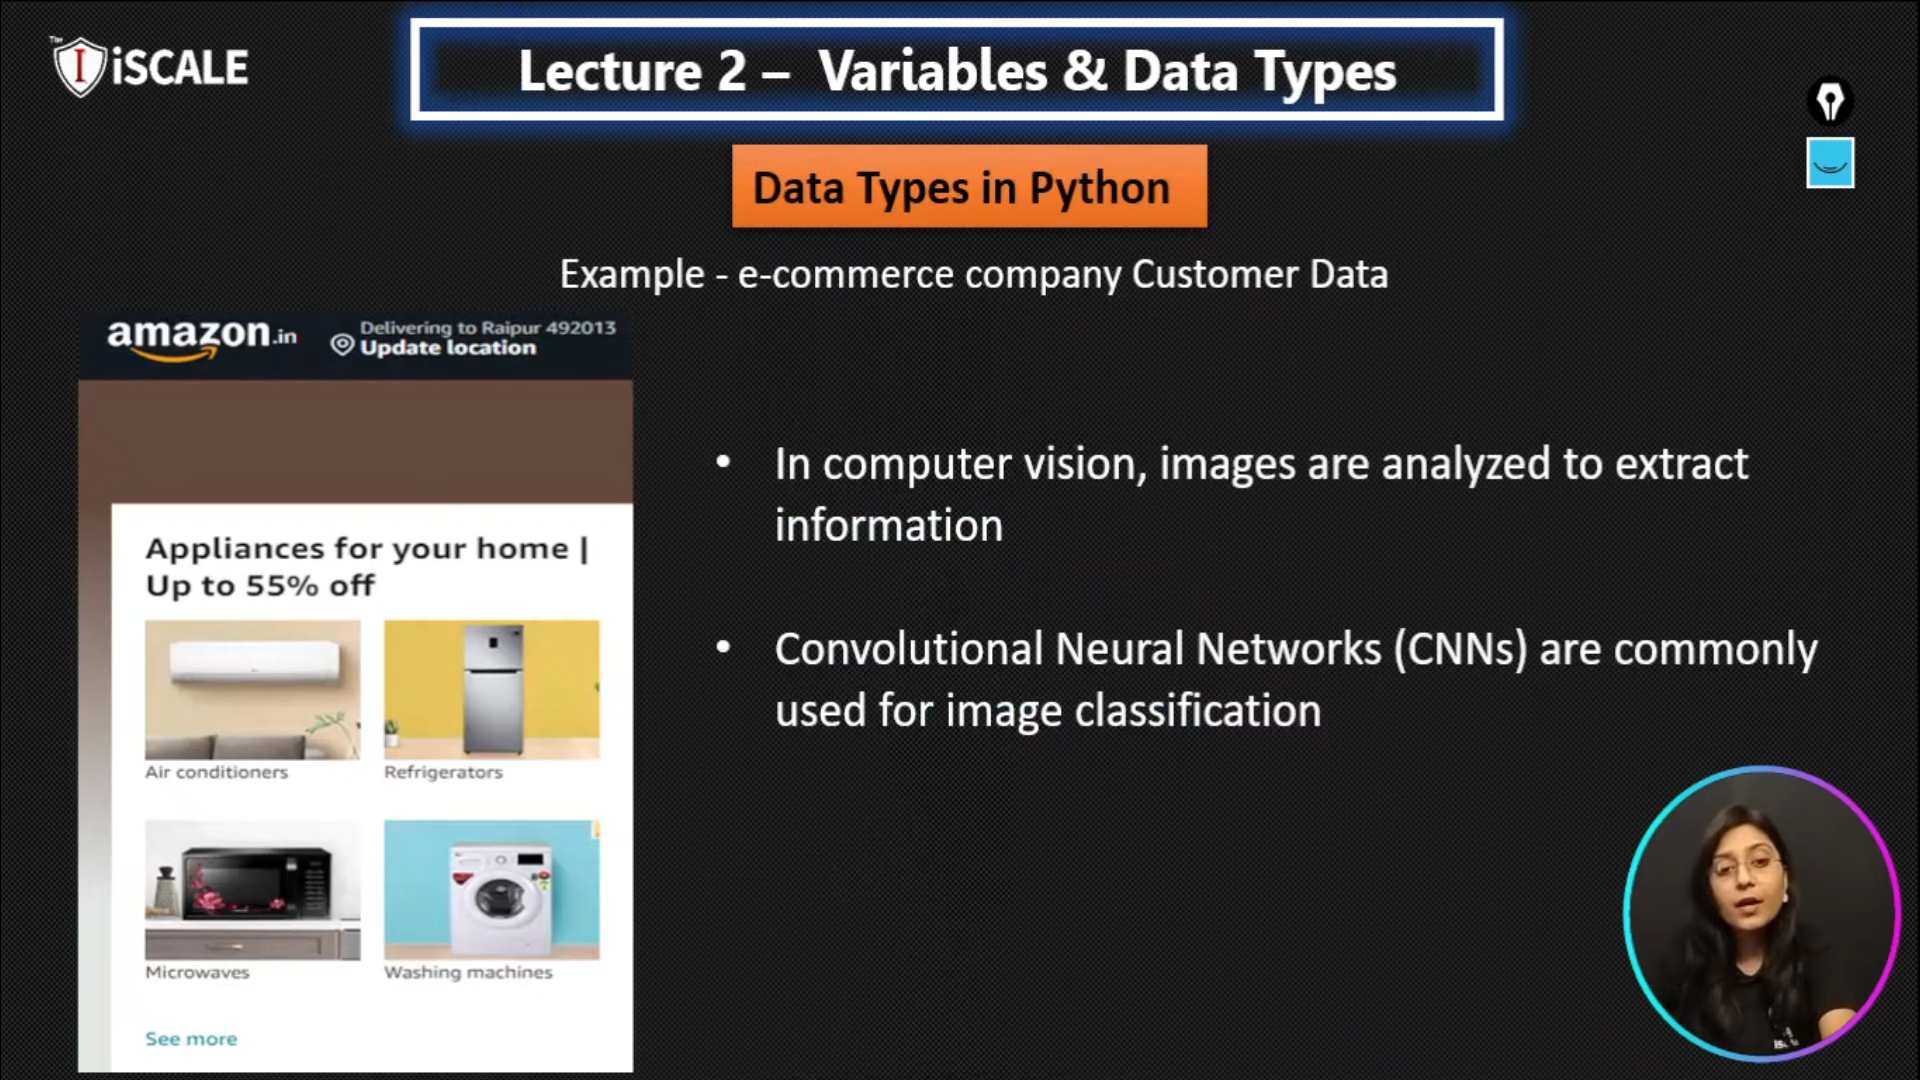 The
I
iSCALE
Lecture 2 – Variables & Data Types
Data Types in Python
Example - e-commerce company Customer Data
amazon.in
Delivering to Raipur 492013
Update location
• In computer vision, images are analyzed to extract
information
• Convolutional Neural Networks (CNNs) are commonly
used for image classification
Appliances for your home |
Up to 55% off
Air conditioners
Refrigerators
Microwaves
Washing machines
See more